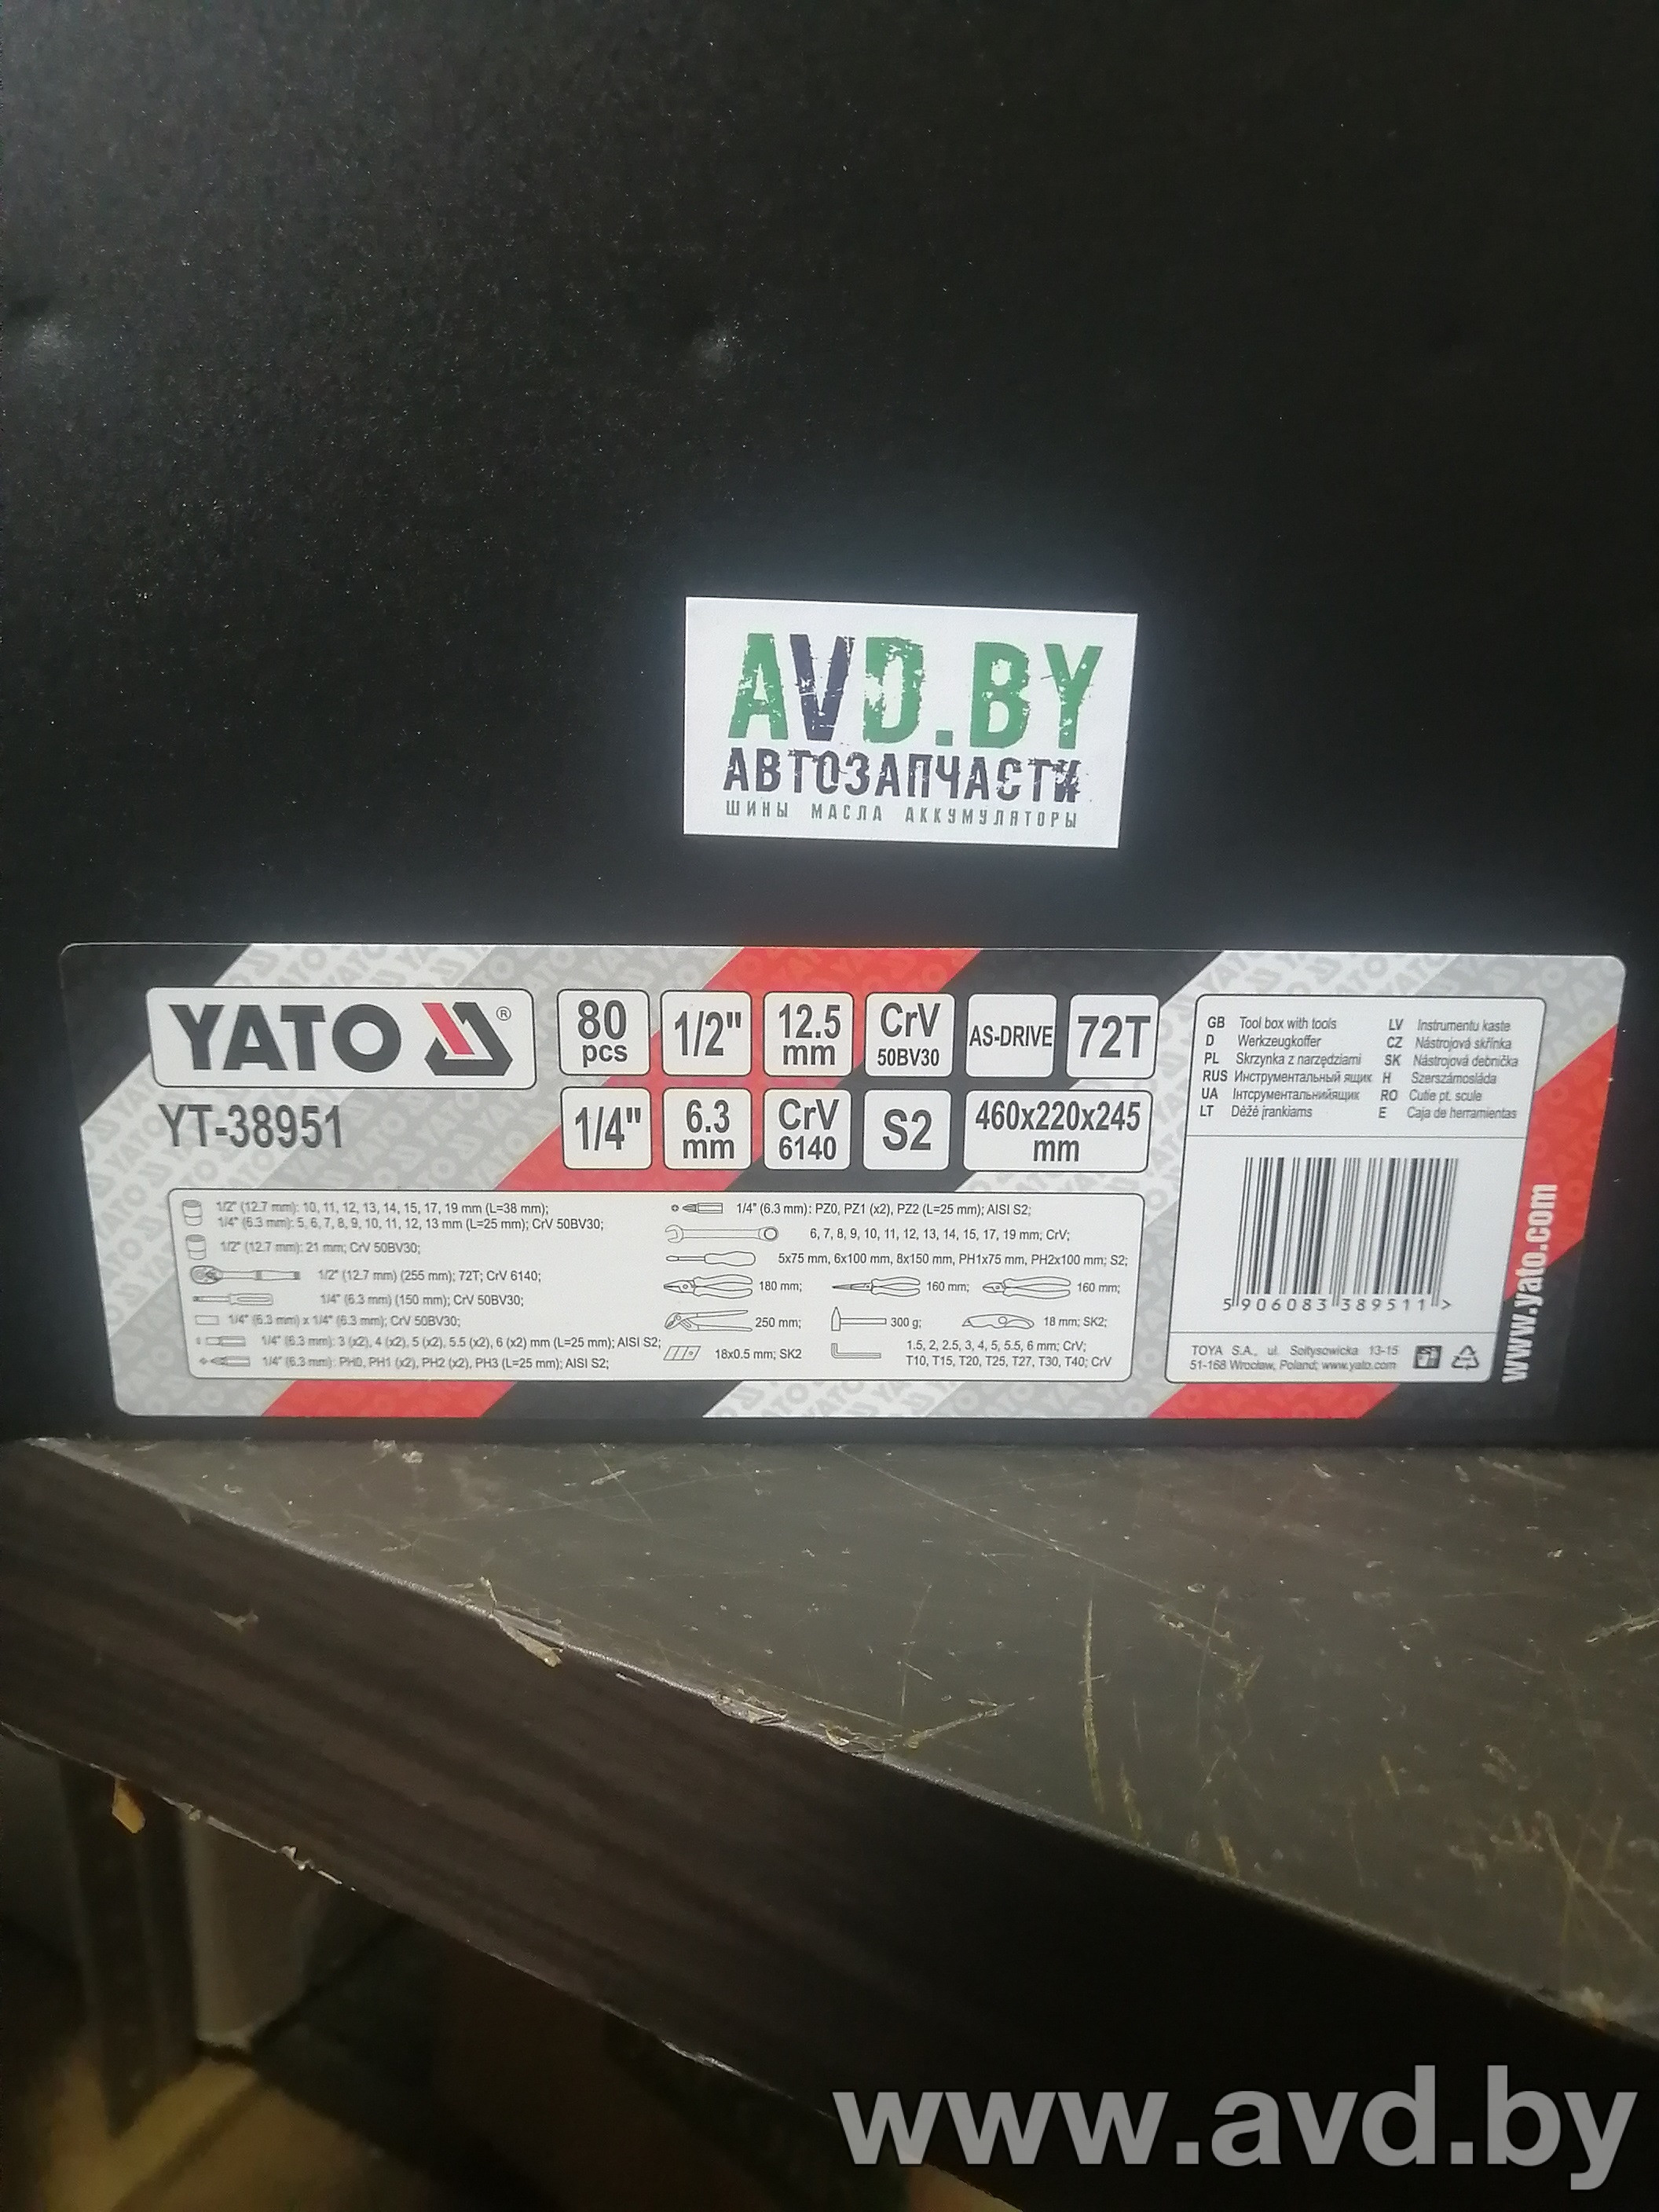 AVD.BY
АВТОЗАПЧАСТИ
ШИНЫ МАСЛА АККУМУЛЯТОРЫ
YATO ®
YT-38951
80 pcs
1/2"
12.5 mm
CrV 50BV30
AS-DRIVE
72T
1/4"
6.3 mm
CrV 6140
S2
460x220x245 mm
1/2" (12.7 mm): 10, 11, 12, 13, 14, 15, 17, 19 mm (L=38 mm);
1/4" (6.3 mm): 5, 6, 7, 8, 9, 10, 11, 12, 13 mm (L=25 mm); CrV 50BV30;
1/2" (12.7 mm): 21 mm; CrV 50BV30;
1/2" (12.7 mm) (255 mm); 72T; CrV 6140;
1/4" (6.3 mm) (150 mm); CrV 50BV30;
1/4" (6.3 mm) x 1/4" (6.3 mm); CrV 50BV30;
1/4" (6.3 mm): 3 (x2), 4 (x2), 5 (x2), 5.5 (x2), 6 (x2) mm (L=25 mm); AISI S2;
1/4" (6.3 mm): PH0, PH1 (x2), PH2 (x2), PH3 (L=25 mm); AISI S2;
1/4" (6.3 mm): PZ0, PZ1 (x2), PZ2 (L=25 mm); AISI S2;
6, 7, 8, 9, 10, 11, 12, 13, 14, 15, 17, 19 mm; CrV;
5x75 mm, 6x100 mm, 8x150 mm, PH1x75 mm, PH2x100 mm; S2;
180 mm; 160 mm; 160 mm;
250 mm; 300 g; 18 mm; SK2;
18x0.5 mm; SK2
1.5, 2, 2.5, 3, 4, 5, 5.5, 6 mm; CrV;
T10, T15, T20, T25, T27, T30, T40; CrV
GB Tool box with tools
D Werkzeugkoffer
PL Skrzynka z narzędziami
RUS Инструментальный ящик
UA Інтсрументальнийящик
LT Dėžė įrankiams
LV Instrumentu kaste
CZ Nástrojová skříňka
SK Nástrojová debnička
H Szerszámosláda
RO Cutie pt. scule
E Caja de herramientas
5 906083 389511 >
TOYA S.A., ul. Sołtysowicka 13-15
51-168 Wrocław, Poland; www.yato.com
www.yato.com
www.avd.by